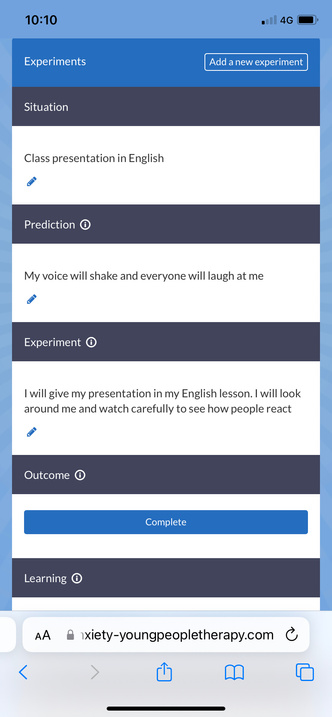 10:10
4G
Experiments
Add a new experiment
Situation
Class presentation in English
Prediction
My voice will shake and everyone will laugh at me
Experiment
I will give my presentation in my English lesson. I will look
around me and watch carefully to see how people react
Outcome
Complete
Learning
AA
xiety-youngpeopletherapy.com